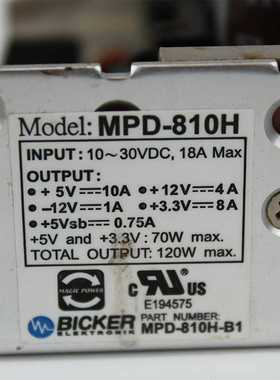 Model: MPD-810H
INPUT: 10～30VDC, 18A Max
OUTPUT:
• + 5V⎓10A • +12V⎓4A
• –12V⎓1A • +3.3V⎓8A
• +5Vsb⎓ 0.75A
+5V and +3.3V : 70W max.
TOTAL OUTPUT: 120W max.
MAGIC POWER
c RU US
E194575
BICKER
ELEKTRONIK
PART NUMBER:
MPD-810H-B1